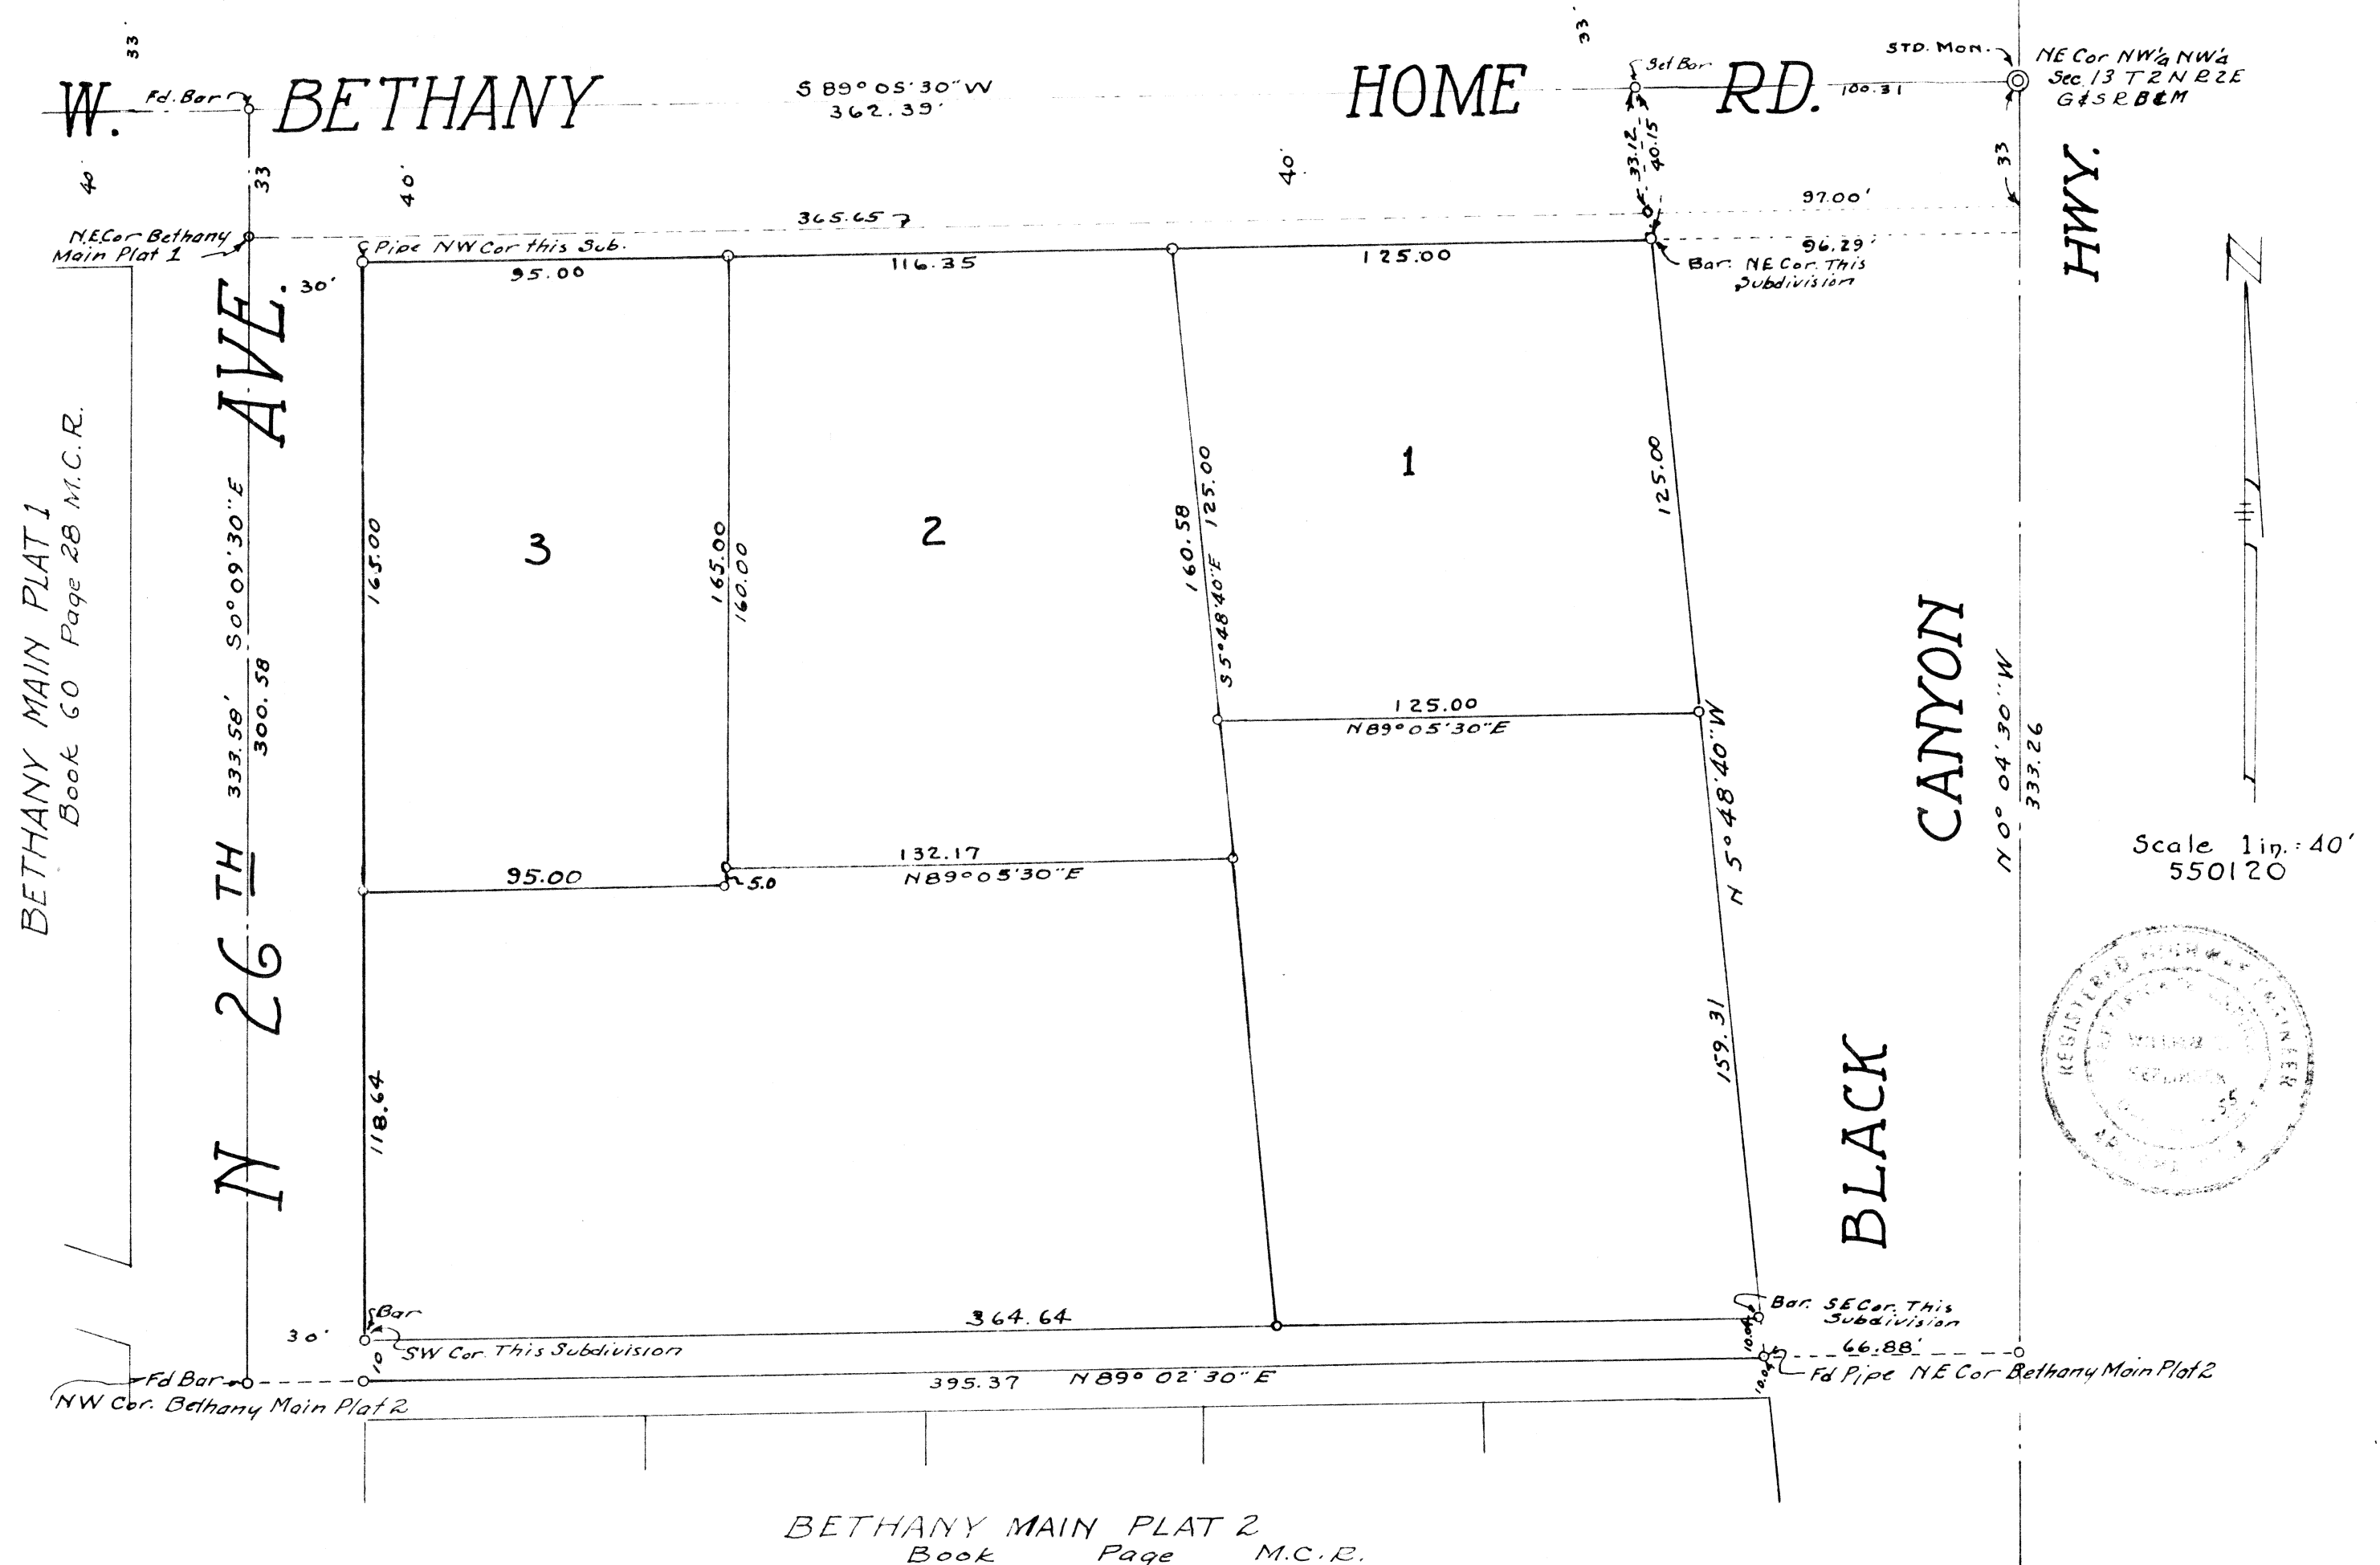 33'
33'
W. BETHANY HOME RD.
Fd. Bar
S 89° 05' 30" W
362.39'
Set Bar
100.31
STD. MON.
NE Cor NW¼ NW¼
Sec. 13 T 2 N R 2 E
G & S R B & M
40'
33
40'
40'
33.12
40.15
33
N.E. Cor Bethany
Main Plat 1
365.65
97.00'
Pipe NW Cor this Sub.
96.29'
30'
95.00
116.35
125.00
Bar. NE Cor. This
Subdivision
HWY.
N
BETHANY MAIN PLAT 1
Book 60 Page 28 M.C.R.
N 26TH AVE.
333.58' S 0° 09' 30" E
300.58
165.00
3
165.00
160.00
2
160.58
S 5° 48' 40" E 125.00
1
125.00
125.00
N 89° 05' 30" E
N 5° 48' 40" W
CANYON
N 0° 04' 30" W
333.26
Scale 1 in. = 40'
550120
95.00
5.0
132.17
N 89° 05' 30" E
118.64
159.31
BLACK
REGISTERED
30'
Bar
SW Cor. This Subdivision
364.64
Bar. SE Cor. This
Subdivision
10
10.04
66.88'
Fd Bar
NW Cor. Bethany Main Plat 2
395.37 N 89° 02' 30" E
10.04
Fd Pipe NE Cor Bethany Main Plat 2
BETHANY MAIN PLAT 2
Book Page M.C.R.